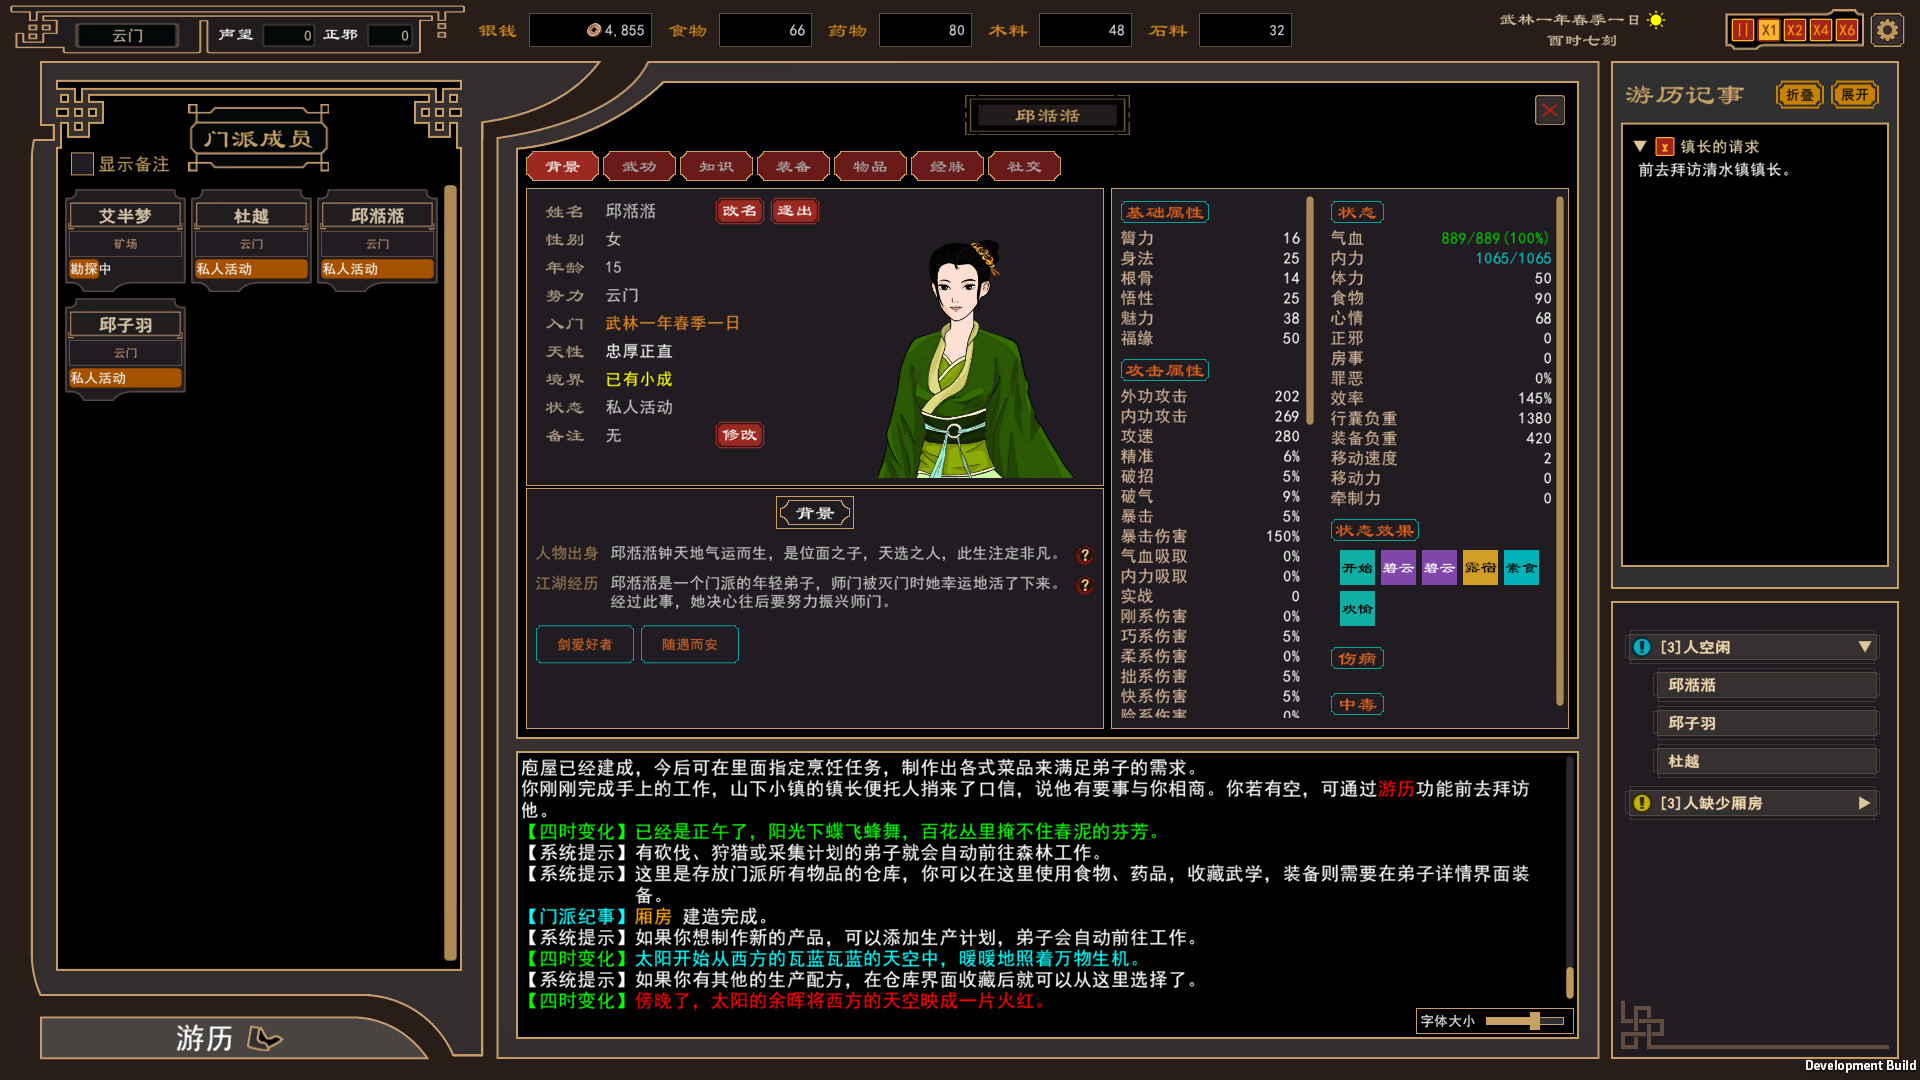 云门
声望 0 正邪 0
银钱 4,855 食物 66 药物 80 木料 48 石料 32
武林一年春季一日
酉时七刻
X1 X2 X4 X6
门派成员
显示备注
艾半梦
矿场
勘探中
杜越
云门
私人活动
邱湉湉
云门
私人活动
邱子羽
云门
私人活动
游历
邱湉湉
背景 武功 知识 装备 物品 经脉 社交
姓名 邱湉湉 改名 逐出
性别 女
年龄 15
势力 云门
入门 武林一年春季一日
天性 忠厚正直
境界 已有小成
状态 私人活动
备注 无 修改
背景
人物出身 邱湉湉钟天地气运而生，是位面之子，天选之人，此生注定非凡。 ?
江湖经历 邱湉湉是一个门派的年轻弟子，师门被灭门时她幸运地活了下来。 ?
经过此事，她决心往后要努力振兴师门。
剑爱好者 随遇而安
基础属性
膂力 16
身法 25
根骨 14
悟性 25
魅力 38
福缘 50
攻击属性
外功攻击 202
内功攻击 269
攻速 280
精准 6%
破招 5%
破气 9%
暴击 5%
暴击伤害 150%
气血吸取 0%
内力吸取 0%
实战 0
刚系伤害 0%
巧系伤害 5%
柔系伤害 0%
拙系伤害 5%
快系伤害 5%
险系伤害 0%
状态
气血 889/889(100%)
内力 1065/1065
体力 50
食物 90
心情 68
正邪 0
房事 0
罪恶 0%
效率 145%
行囊负重 1380
装备负重 420
移动速度 2
移动力 0
牵制力 0
状态效果
开始 碧云 碧云 露宿 素食
欢愉
伤病
中毒
庖屋已经建成，今后可在里面指定烹饪任务，制作出各式菜品来满足弟子的需求。
你刚刚完成手上的工作，山下小镇的镇长便托人捎来了口信，说他有要事与你相商。你若有空，可通过游历功能前去拜访
他。
【四时变化】已经是正午了，阳光下蝶飞蜂舞，百花丛里掩不住春泥的芬芳。
【系统提示】有砍伐、狩猎或采集计划的弟子就会自动前往森林工作。
【系统提示】这里是存放门派所有物品的仓库，你可以在这里使用食物、药品，收藏武学，装备则需要在弟子详情界面装
备。
【门派纪事】厢房 建造完成。
【系统提示】如果你想制作新的产品，可以添加生产计划，弟子会自动前往工作。
【四时变化】太阳开始从西方的瓦蓝瓦蓝的天空中，暖暖地照着万物生机。
【系统提示】如果你有其他的生产配方，在仓库界面收藏后就可以从这里选择了。
【四时变化】傍晚了，太阳的余晖将西方的天空映成一片火红。
字体大小
游历记事 折叠 展开
镇长的请求
前去拜访清水镇镇长。
[3]人空闲
邱湉湉
邱子羽
杜越
[3]人缺少厢房
Development Build